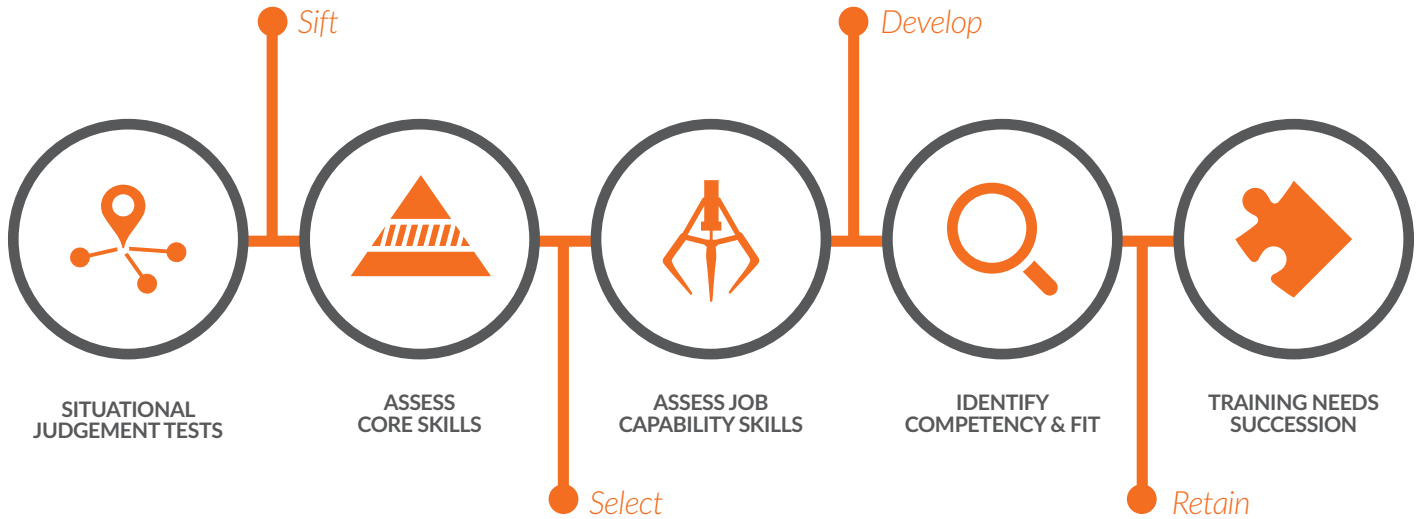 Sift
Develop
SITUATIONAL
JUDGEMENT TESTS
ASSESS
CORE SKILLS
ASSESS JOB
CAPABILITY SKILLS
IDENTIFY
COMPETENCY & FIT
TRAINING NEEDS
SUCCESSION
Select
Retain